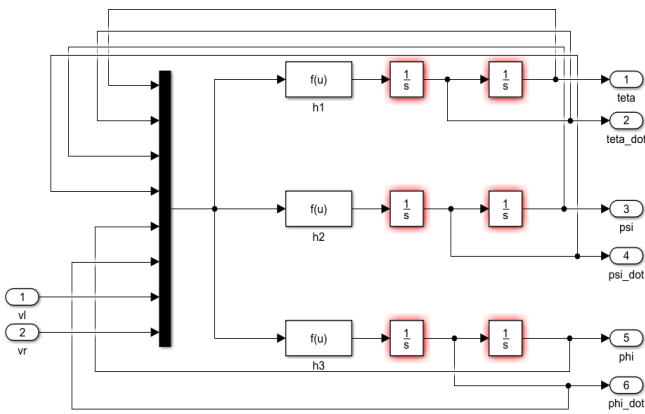 f(u)
h1
1
s
1
s
1
teta
2
teta_dot
f(u)
h2
1
s
1
s
3
psi
4
psi_dot
1
vl
2
vr
f(u)
h3
1
s
1
s
5
phi
6
phi_dot